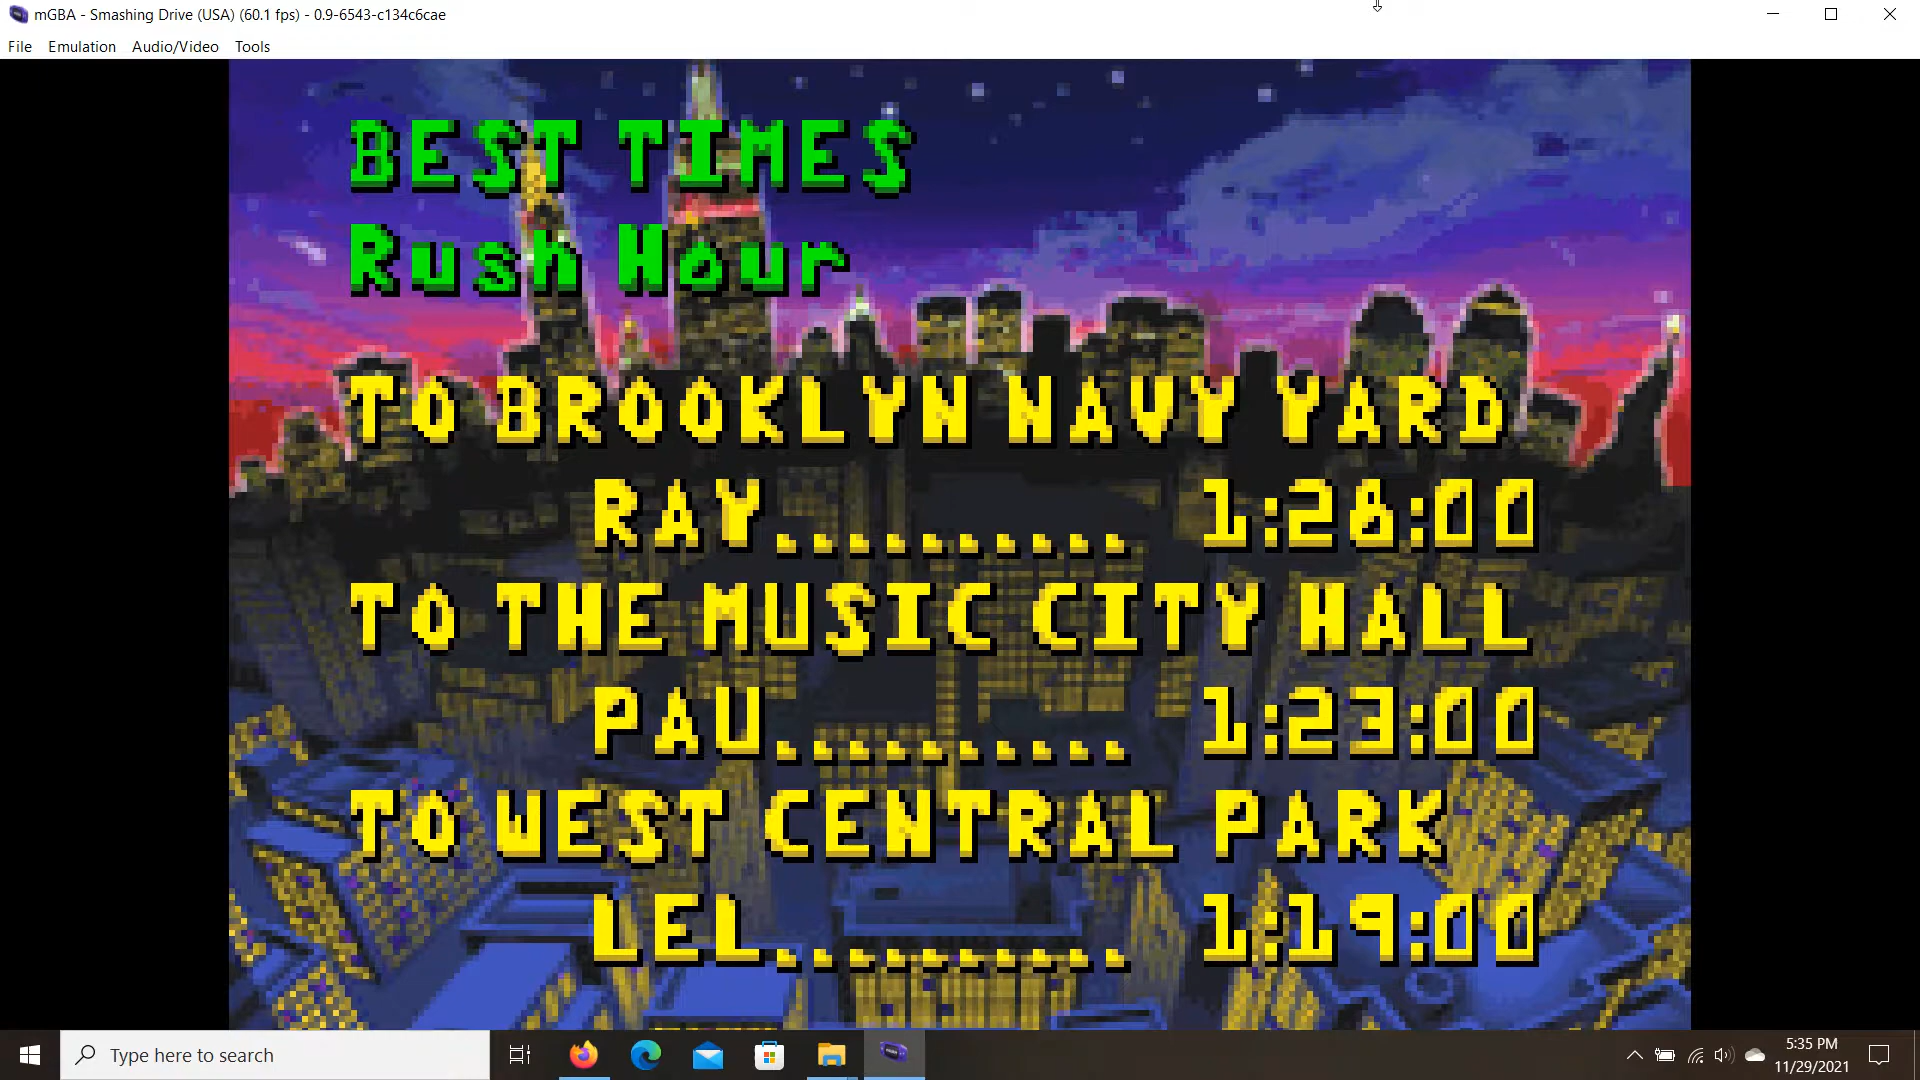 mGBA - Smashing Drive (USA) (60.1 fps) - 0.9-6543-c134c6cae
File Emulation Audio/Video Tools
BEST TIMES
Rush Hour
TO BROOKLYN NAVY YARD
RAY.......... 1:26:00
TO THE MUSIC CITY HALL
PAU.......... 1:23:00
TO WEST CENTRAL PARK
LEL.......... 1:19:00
Type here to search
5:35 PM
11/29/2021